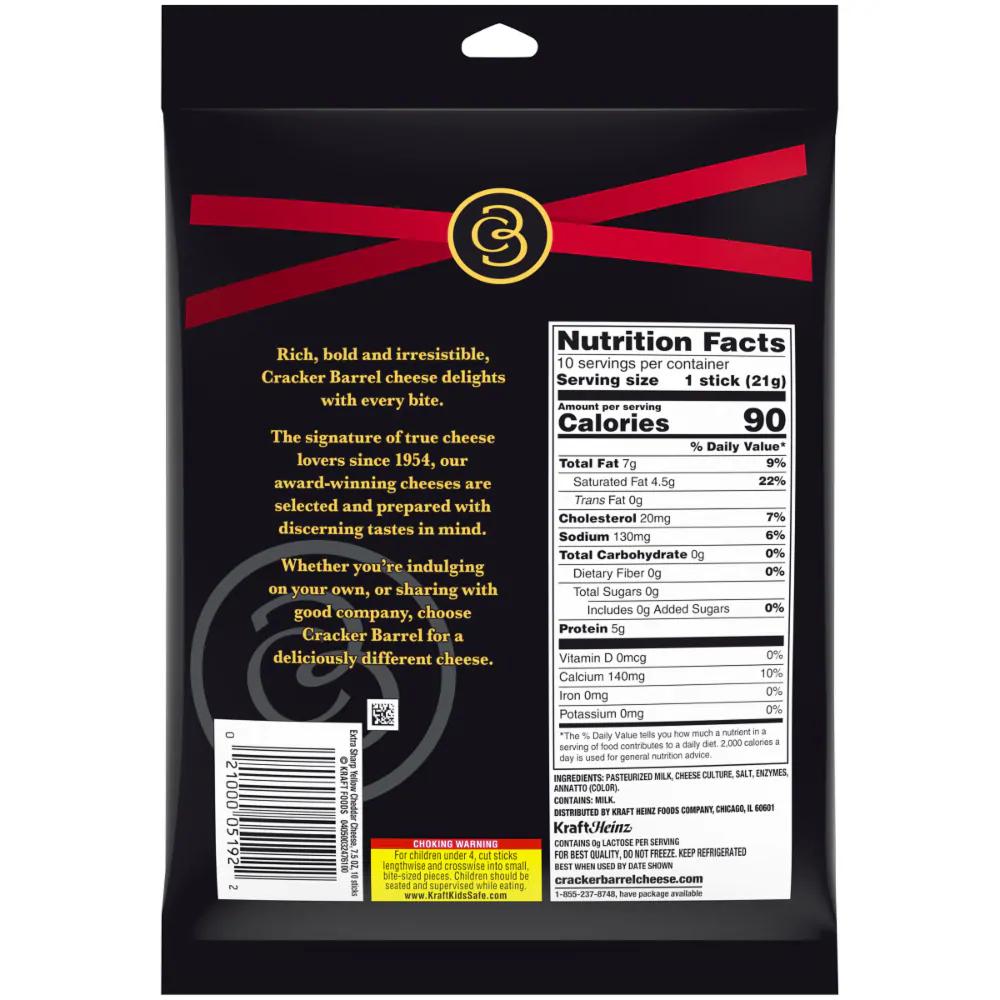 CB
Rich, bold and irresistible,
Cracker Barrel cheese delights
with every bite.
The signature of true cheese
lovers since 1954, our
award-winning cheeses are
selected and prepared with
discerning tastes in mind.
Whether you're indulging
on your own, or sharing with
good company, choose
Cracker Barrel for a
deliciously different cheese.
Nutrition Facts
10 servings per container
Serving size 1 stick (21g)
Amount per serving
Calories 90
% Daily Value*
Total Fat 7g 9%
Saturated Fat 4.5g 22%
Trans Fat 0g
Cholesterol 20mg 7%
Sodium 130mg 6%
Total Carbohydrate 0g 0%
Dietary Fiber 0g 0%
Total Sugars 0g
Includes 0g Added Sugars 0%
Protein 5g
Vitamin D 0mcg 0%
Calcium 140mg 10%
Iron 0mg 0%
Potassium 0mg 0%
*The % Daily Value tells you how much a nutrient in a
serving of food contributes to a daily diet. 2,000 calories a
day is used for general nutrition advice.
INGREDIENTS: PASTEURIZED MILK, CHEESE CULTURE, SALT, ENZYMES,
ANNATTO (COLOR).
CONTAINS: MILK.
DISTRIBUTED BY KRAFT HEINZ FOODS COMPANY, CHICAGO, IL 60601
KraftHeinz
CONTAINS 0g LACTOSE PER SERVING
FOR BEST QUALITY, DO NOT FREEZE. KEEP REFRIGERATED
BEST WHEN USED BY DATE SHOWN
crackerbarrelcheese.com
1-855-237-8748, have package available
Extra Sharp Yellow Cheddar Cheese, 7.5 OZ, 10 sticks
© KRAFT FOODS 04050032476100
0 21000 05192 2
CHOKING WARNING
For children under 4, cut sticks
lengthwise and crosswise into small,
bite-sized pieces. Children should be
seated and supervised while eating.
www.KraftKidsSafe.com